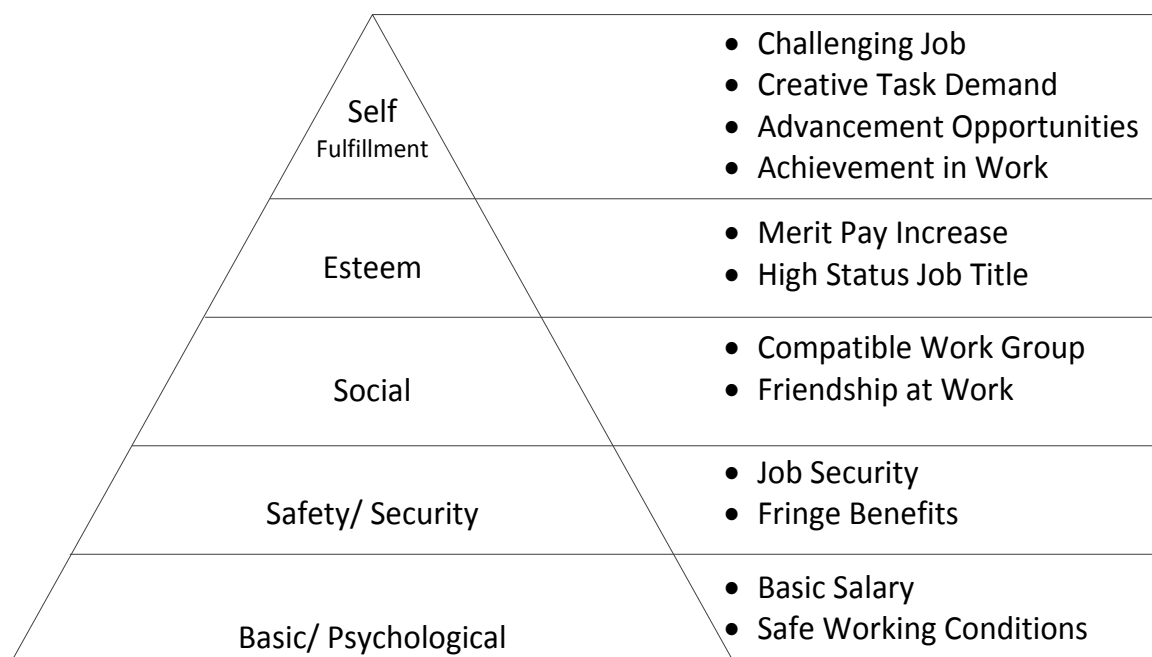 Self
Fulfillment
• Challenging Job
• Creative Task Demand
• Advancement Opportunities
• Achievement in Work
Esteem
• Merit Pay Increase
• High Status Job Title
Social
• Compatible Work Group
• Friendship at Work
Safety/ Security
• Job Security
• Fringe Benefits
Basic/ Psychological
• Basic Salary
• Safe Working Conditions